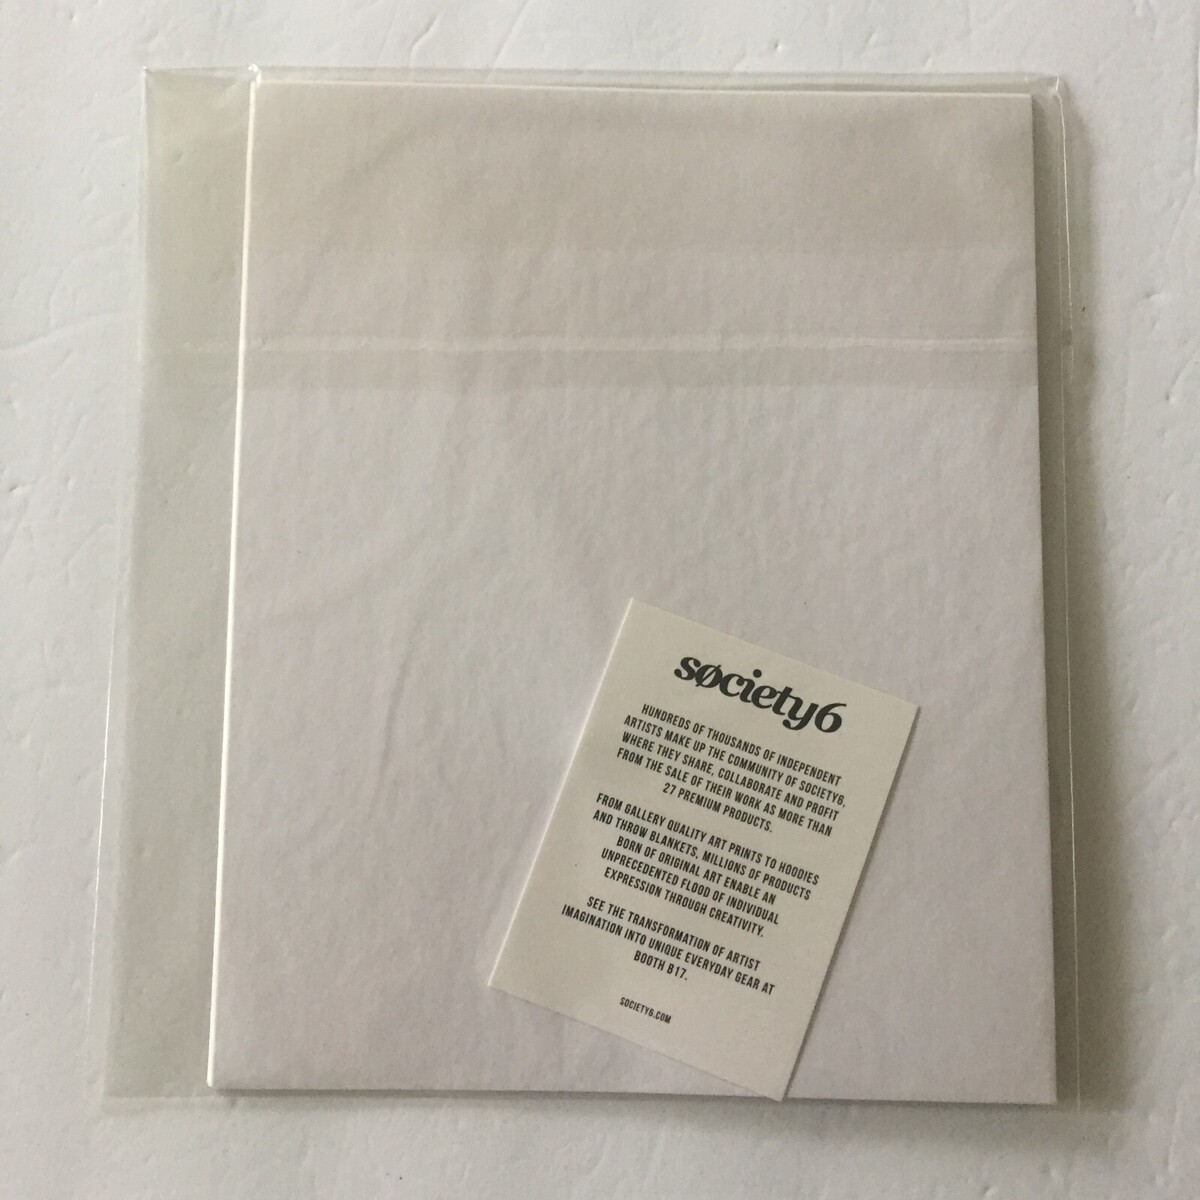 søciety6
HUNDREDS OF THOUSANDS OF INDEPENDENT
ARTISTS MAKE UP THE COMMUNITY OF SOCIETY6,
WHERE THEY SHARE, COLLABORATE AND PROFIT
FROM THE SALE OF THEIR WORK AS MORE THAN
27 PREMIUM PRODUCTS.
FROM GALLERY QUALITY ART PRINTS TO HOODIES
AND THROW BLANKETS, MILLIONS OF PRODUCTS
BORN OF ORIGINAL ART ENABLE AN
UNPRECEDENTED FLOOD OF INDIVIDUAL
EXPRESSION THROUGH CREATIVITY.
SEE THE TRANSFORMATION OF ARTIST
IMAGINATION INTO UNIQUE EVERYDAY GEAR AT
BOOTH B17.
SOCIETY6.COM